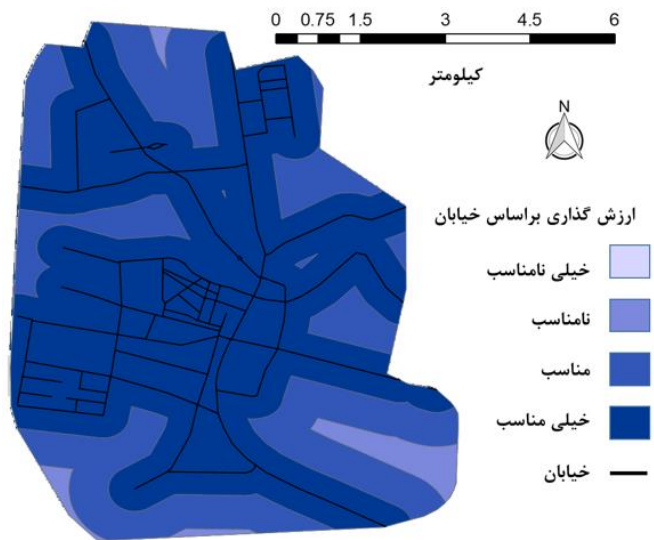 0 0.75 1.5 3 4.5 6
کیلومتر
N
ارزش گذاری براساس خیابان
خیلی نامناسب
نامناسب
مناسب
خیلی مناسب
خیابان